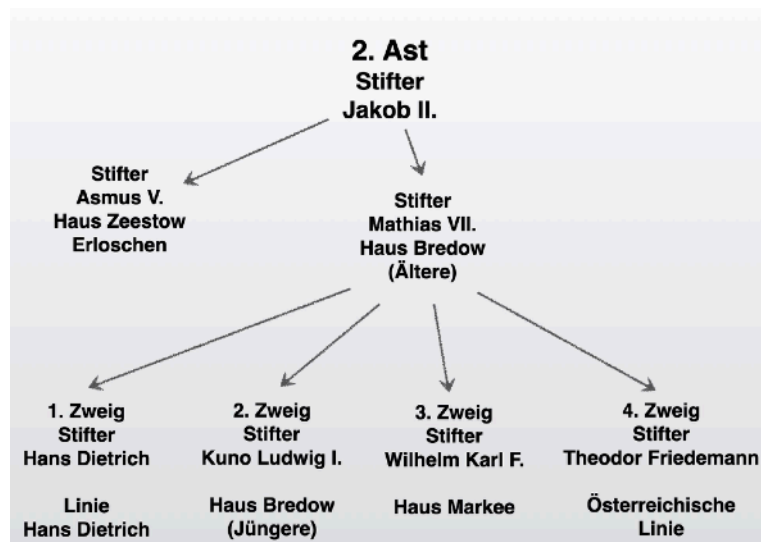 2. Ast
Stifter
Jakob II.
Stifter
Asmus V.
Haus Zeestow
Erloschen
Stifter
Mathias VII.
Haus Bredow
(Ältere)
1. Zweig
Stifter
Hans Dietrich
Linie
Hans Dietrich
2. Zweig
Stifter
Kuno Ludwig I.
Haus Bredow
(Jüngere)
3. Zweig
Stifter
Wilhelm Karl F.
Haus Markee
4. Zweig
Stifter
Theodor Friedemann
Österreichische
Linie